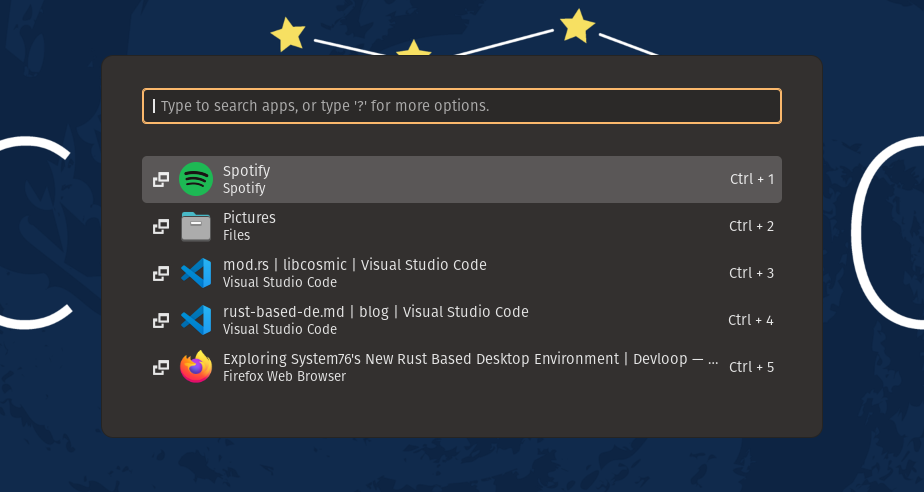 Type to search apps, or type '?' for more options.
Spotify
Spotify
Ctrl + 1
Pictures
Files
Ctrl + 2
mod.rs | libcosmic | Visual Studio Code
Visual Studio Code
Ctrl + 3
rust-based-de.md | blog | Visual Studio Code
Visual Studio Code
Ctrl + 4
Exploring System76's New Rust Based Desktop Environment | Devloop — ...
Firefox Web Browser
Ctrl + 5
C
O